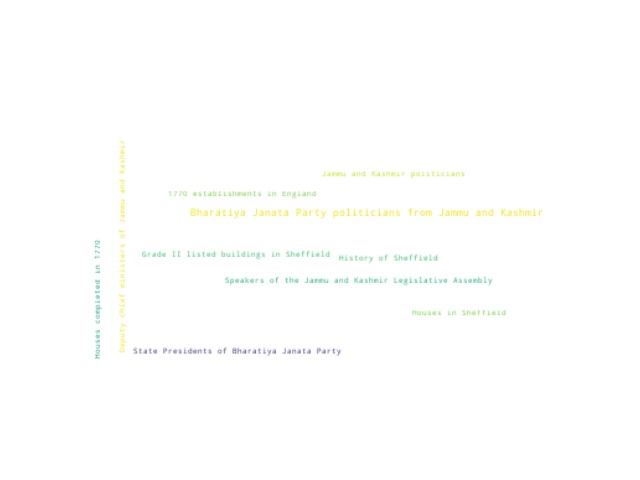 Jammu and Kashmir politicians
1770 establishments in England
Bharatiya Janata Party politicians from Jammu and Kashmir
Grade II listed buildings in Sheffield
History of Sheffield
Speakers of the Jammu and Kashmir Legislative Assembly
Houses in Sheffield
State Presidents of Bharatiya Janata Party
Houses completed in 1770
Deputy chief ministers of Jammu and Kashmir